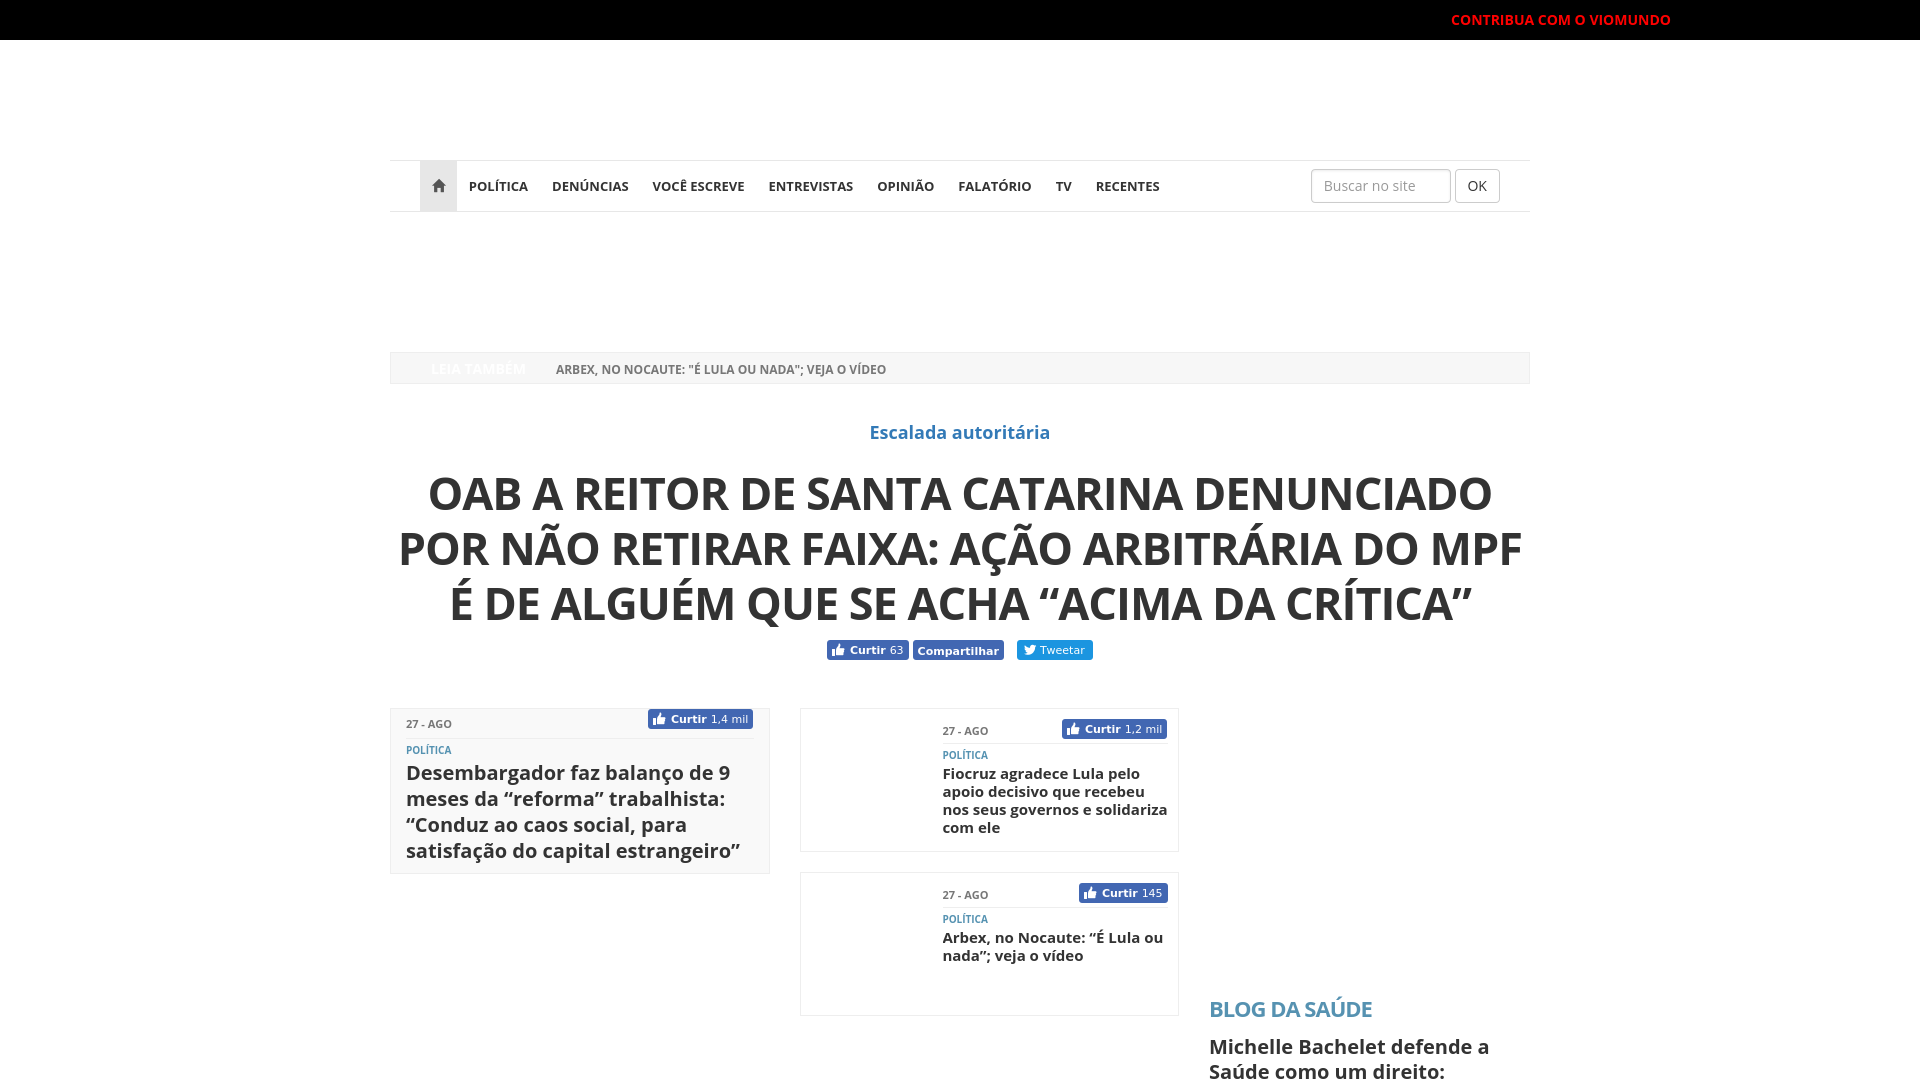 CONTRIBUA COM O VIOMUNDO
POLÍTICA DENÚNCIAS VOCÊ ESCREVE ENTREVISTAS OPINIÃO FALATÓRIO TV RECENTES Buscar no site OK
LEIA TAMBÉM ARBEX, NO NOCAUTE: "É LULA OU NADA"; VEJA O VÍDEO
Escalada autoritária
OAB A REITOR DE SANTA CATARINA DENUNCIADO
POR NÃO RETIRAR FAIXA: AÇÃO ARBITRÁRIA DO MPF
É DE ALGUÉM QUE SE ACHA “ACIMA DA CRÍTICA”
Curtir 63 Compartilhar Tweetar
27 - AGO Curtir 1,4 mil
POLÍTICA
Desembargador faz balanço de 9
meses da “reforma” trabalhista:
“Conduz ao caos social, para
satisfação do capital estrangeiro”
27 - AGO Curtir 1,2 mil
POLÍTICA
Fiocruz agradece Lula pelo
apoio decisivo que recebeu
nos seus governos e solidariza
com ele
27 - AGO Curtir 145
POLÍTICA
Arbex, no Nocaute: “É Lula ou
nada”; veja o vídeo
BLOG DA SAÚDE
Michelle Bachelet defende a
Saúde como um direito: